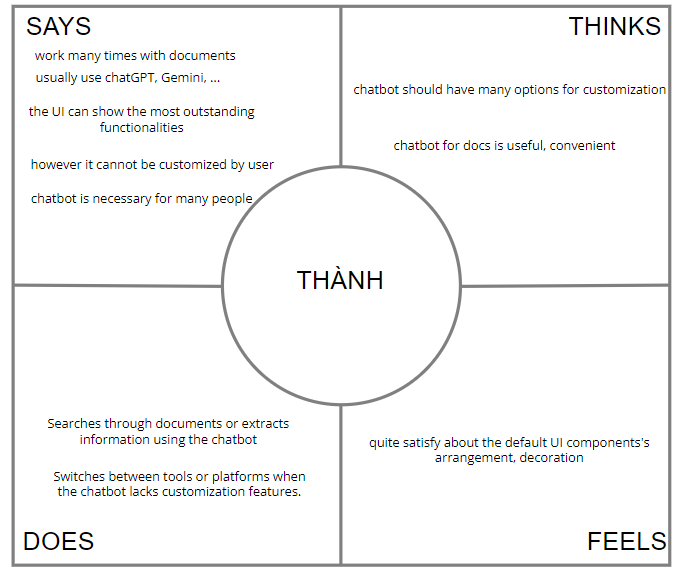 SAYS
work many times with documents
usually use chatGPT, Gemini, ...
the UI can show the most outstanding
functionalities
however it cannot be customized by user
chatbot is necessary for many people
THINKS
chatbot should have many options for customization
chatbot for docs is useful, convenient
THÀNH
Searches through documents or extracts
information using the chatbot
Switches between tools or platforms when
the chatbot lacks customization features.
DOES
quite satisfy about the default UI components's
arrangement, decoration
FEELS